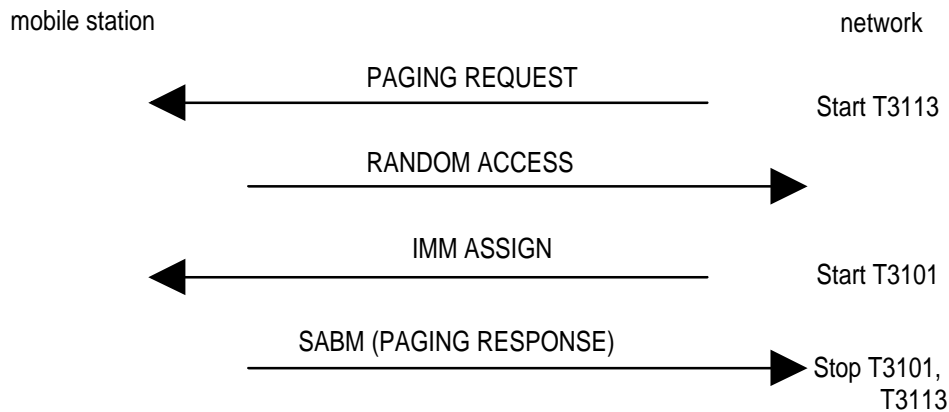 mobile station
network
PAGING REQUEST
Start T3113
RANDOM ACCESS
IMM ASSIGN
Start T3101
SABM (PAGING RESPONSE)
Stop T3101,
T3113